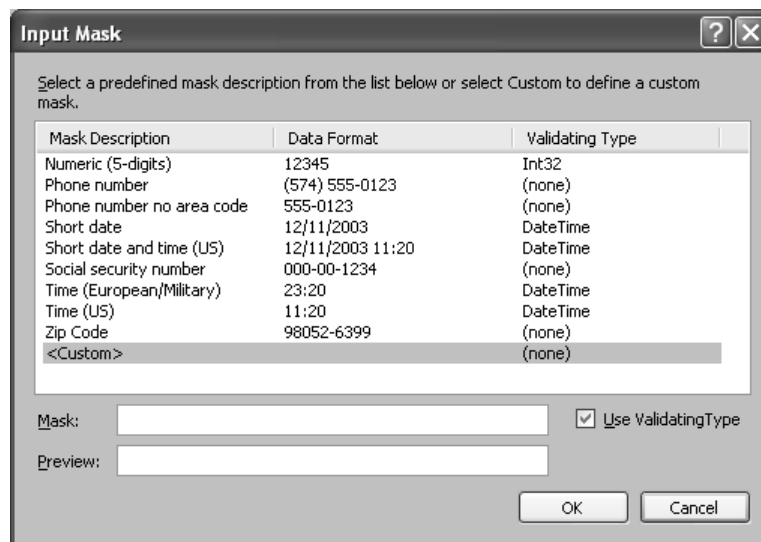 Input Mask
Select a predefined mask description from the list below or select Custom to define a custom
mask.
Mask Description Data Format Validating Type
Numeric (5-digits) 12345 Int32
Phone number (574) 555-0123 (none)
Phone number no area code 555-0123 (none)
Short date 12/11/2003 DateTime
Short date and time (US) 12/11/2003 11:20 DateTime
Social security number 000-00-1234 (none)
Time (European/Military) 23:20 DateTime
Time (US) 11:20 DateTime
Zip Code 98052-6399 (none)
<Custom> (none)
Mask: Use ValidatingType
Preview:
OK Cancel